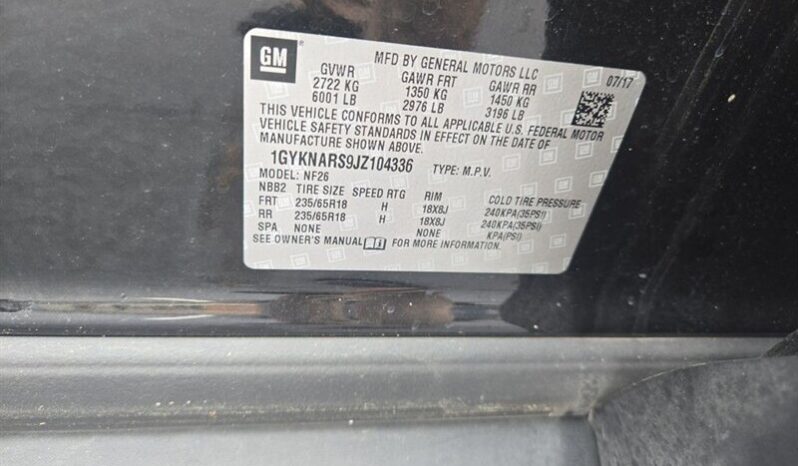 GM
MFD BY GENERAL MOTORS LLC
07/17
GVWR GAWR FRT GAWR RR
2722 KG 1350 KG 1450 KG
6001 LB 2976 LB 3196 LB
THIS VEHICLE CONFORMS TO ALL APPLICABLE U.S. FEDERAL MOTOR
VEHICLE SAFETY STANDARDS IN EFFECT ON THE DATE OF
MANUFACTURE SHOWN ABOVE.
1GYKNARS9JZ104336 TYPE: M.P.V.
MODEL: NF26
NBB2 TIRE SIZE SPEED RTG RIM COLD TIRE PRESSURE
FRT 235/65R18 H 18X8J 240KPA(35PSI)
RR 235/65R18 H 18X8J 240KPA(35PSI)
SPA NONE NONE KPA(PSI)
SEE OWNER'S MANUAL FOR MORE INFORMATION.